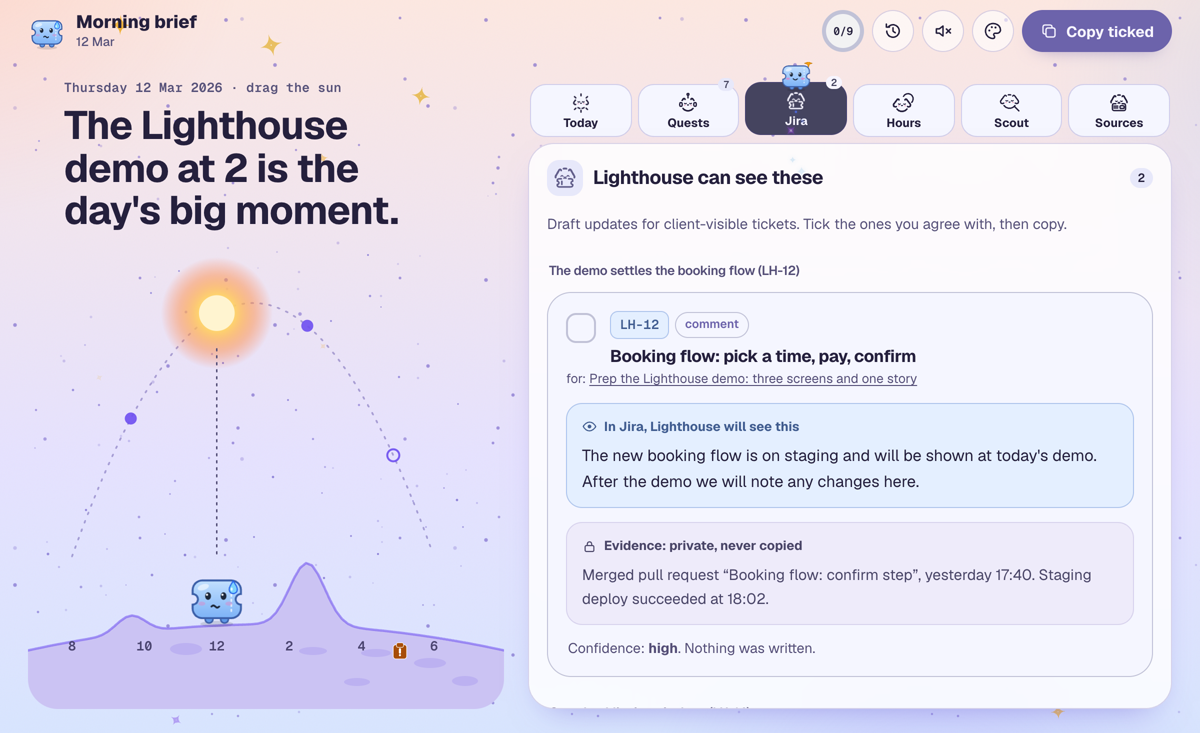 Morning brief
12 Mar
0/9
Copy ticked
Thursday 12 Mar 2026 · drag the sun
The Lighthouse
demo at 2 is the
day's big moment.
8
10
12
2
4
6
Today
7
Quests
2
Jira
Hours
Scout
Sources
Lighthouse can see these
2
Draft updates for client-visible tickets. Tick the ones you agree with, then copy.
The demo settles the booking flow (LH-12)
LH-12
comment
Booking flow: pick a time, pay, confirm
for: Prep the Lighthouse demo: three screens and one story
In Jira, Lighthouse will see this
The new booking flow is on staging and will be shown at today's demo.
After the demo we will note any changes here.
Evidence: private, never copied
Merged pull request “Booking flow: confirm step”, yesterday 17:40. Staging
deploy succeeded at 18:02.
Confidence: high. Nothing was written.